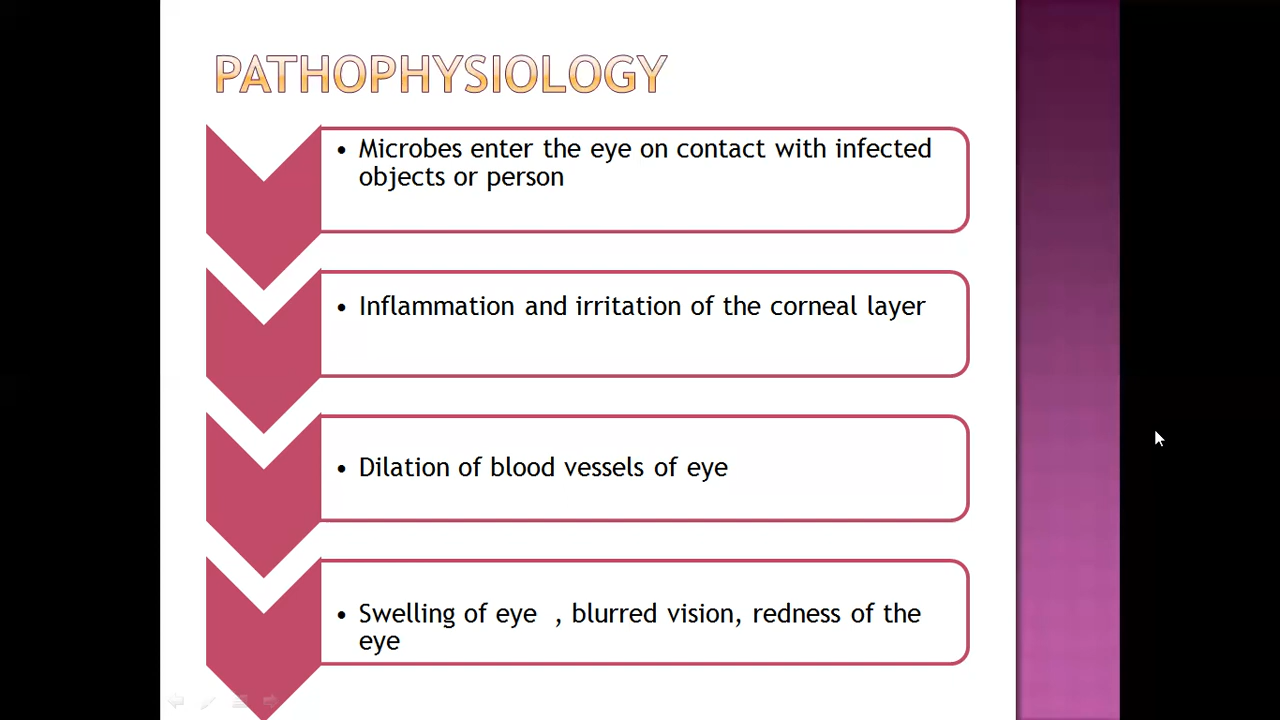 PATHOPHYSIOLOGY
• Microbes enter the eye on contact with infected
objects or person
• Inflammation and irritation of the corneal layer
• Dilation of blood vessels of eye
• Swelling of eye  , blurred vision, redness of the
eye